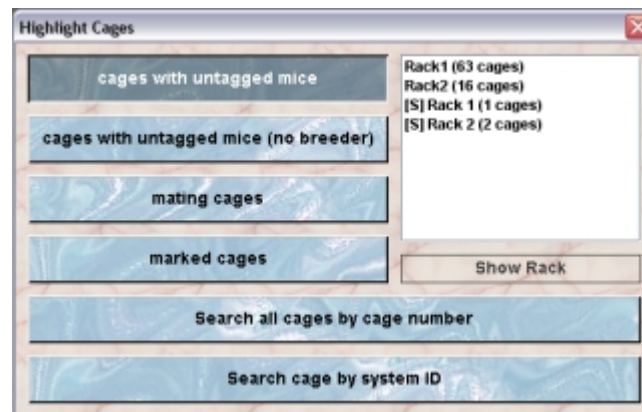 Highlight Cages
cages with untagged mice
cages with untagged mice (no breeder)
mating cages
marked cages
Rack1 (63 cages)
Rack2 (16 cages)
[S] Rack 1 (1 cages)
[S] Rack 2 (2 cages)
Show Rack
Search all cages by cage number
Search cage by system ID